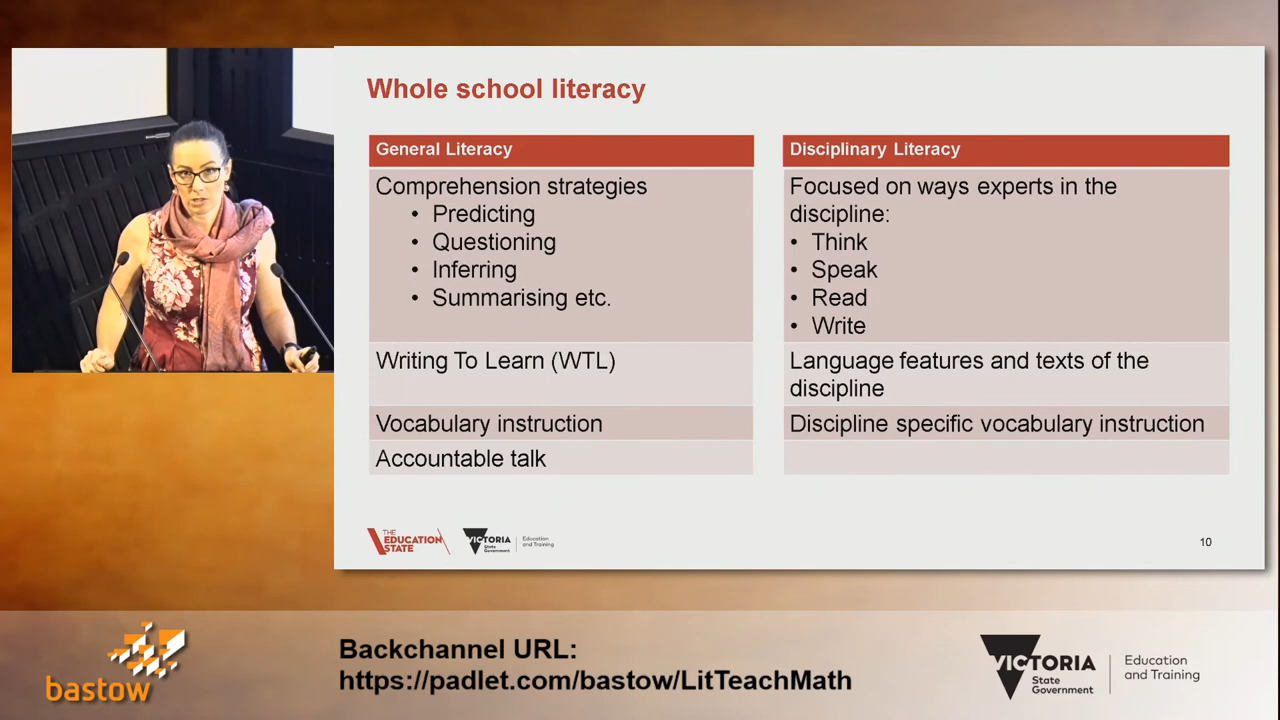 Whole school literacy
General Literacy
Comprehension strategies
• Predicting
• Questioning
• Inferring
• Summarising etc.
Writing To Learn (WTL)
Vocabulary instruction
Accountable talk
Disciplinary Literacy
Focused on ways experts in the
discipline:
• Think
• Speak
• Read
• Write
Language features and texts of the
discipline
Discipline specific vocabulary instruction
THE
EDUCATION
STATE
VICTORIA
State
Government
Education
and Training
10
bastow
Backchannel URL:
https://padlet.com/bastow/LitTeachMath
VICTORIA
State
Government
Education
and Training